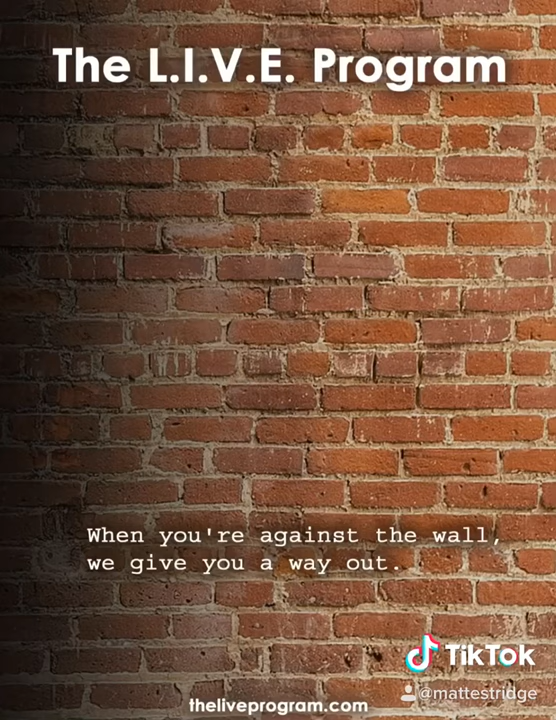 The L.I.V.E. Program
When you're against the wall,
we give you a way out.
TikTok
@mattestridge
theliveprogram.com